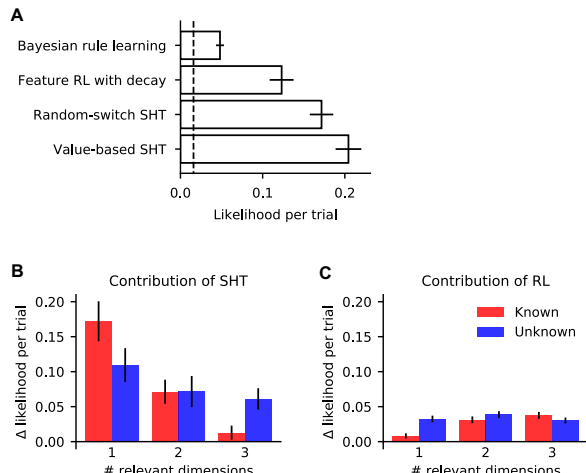 A
Bayesian rule learning
Feature RL with decay
Random-switch SHT
Value-based SHT
0.0 0.1 0.2
Likelihood per trial
B
Contribution of SHT
Δ likelihood per trial
0.20
0.15
0.10
0.05
0.00
1 2 3
# relevant dimensions
C
Contribution of RL
Known
Unknown
Δ likelihood per trial
0.20
0.15
0.10
0.05
0.00
1 2 3
# relevant dimensions